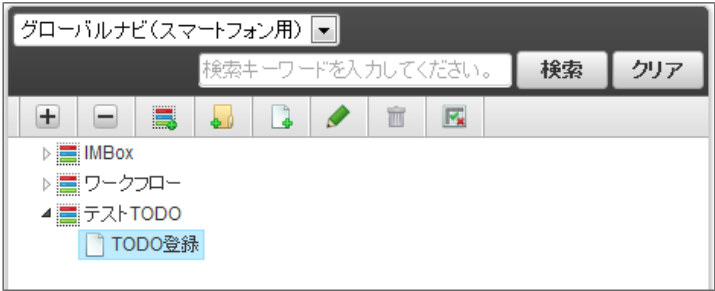 グローバルナビ(スマートフォン用)
検索キーワードを入力してください。 検索 クリア
IMBox
ワークフロー
テストTODO
TODO登録